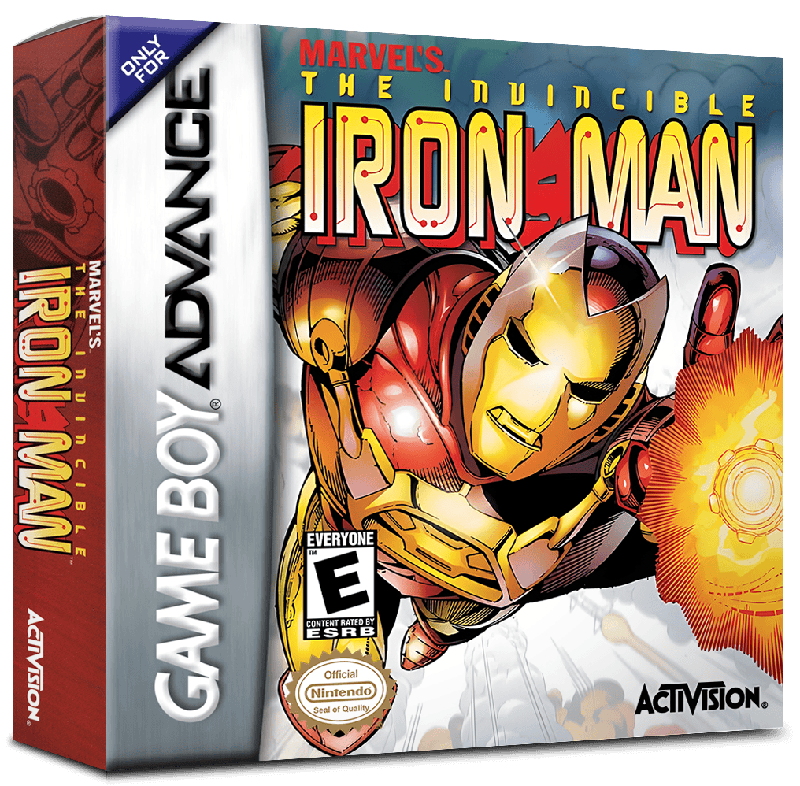 ONLY
FOR
GAME BOY ADVANCE
®
MARVEL'S
THE INVINCIBLE
IRON MAN
ACTIVISION®
MARVEL'S
THE INVINCIBLE
IRON MAN
EVERYONE
E
CONTENT RATED BY
ESRB
Official
Nintendo
Seal of Quality
ACTIVISION®